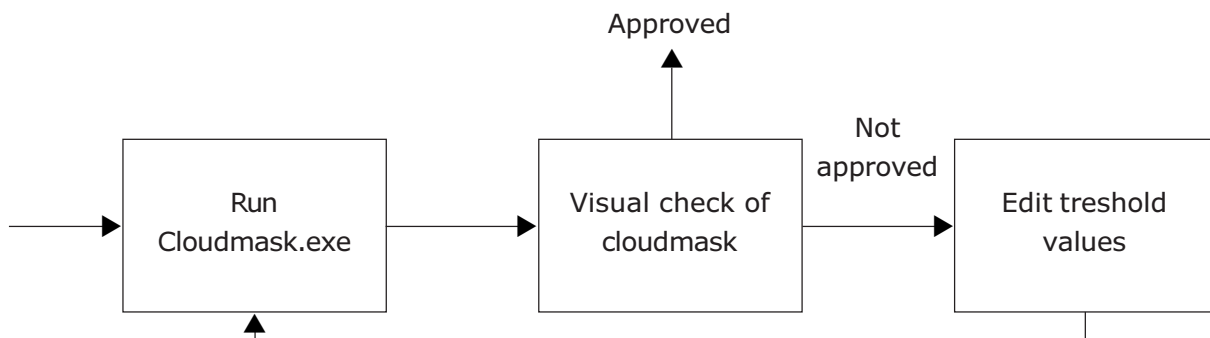 Approved
Not
approved
Run
Cloudmask.exe
Visual check of
cloudmask
Edit treshold
values